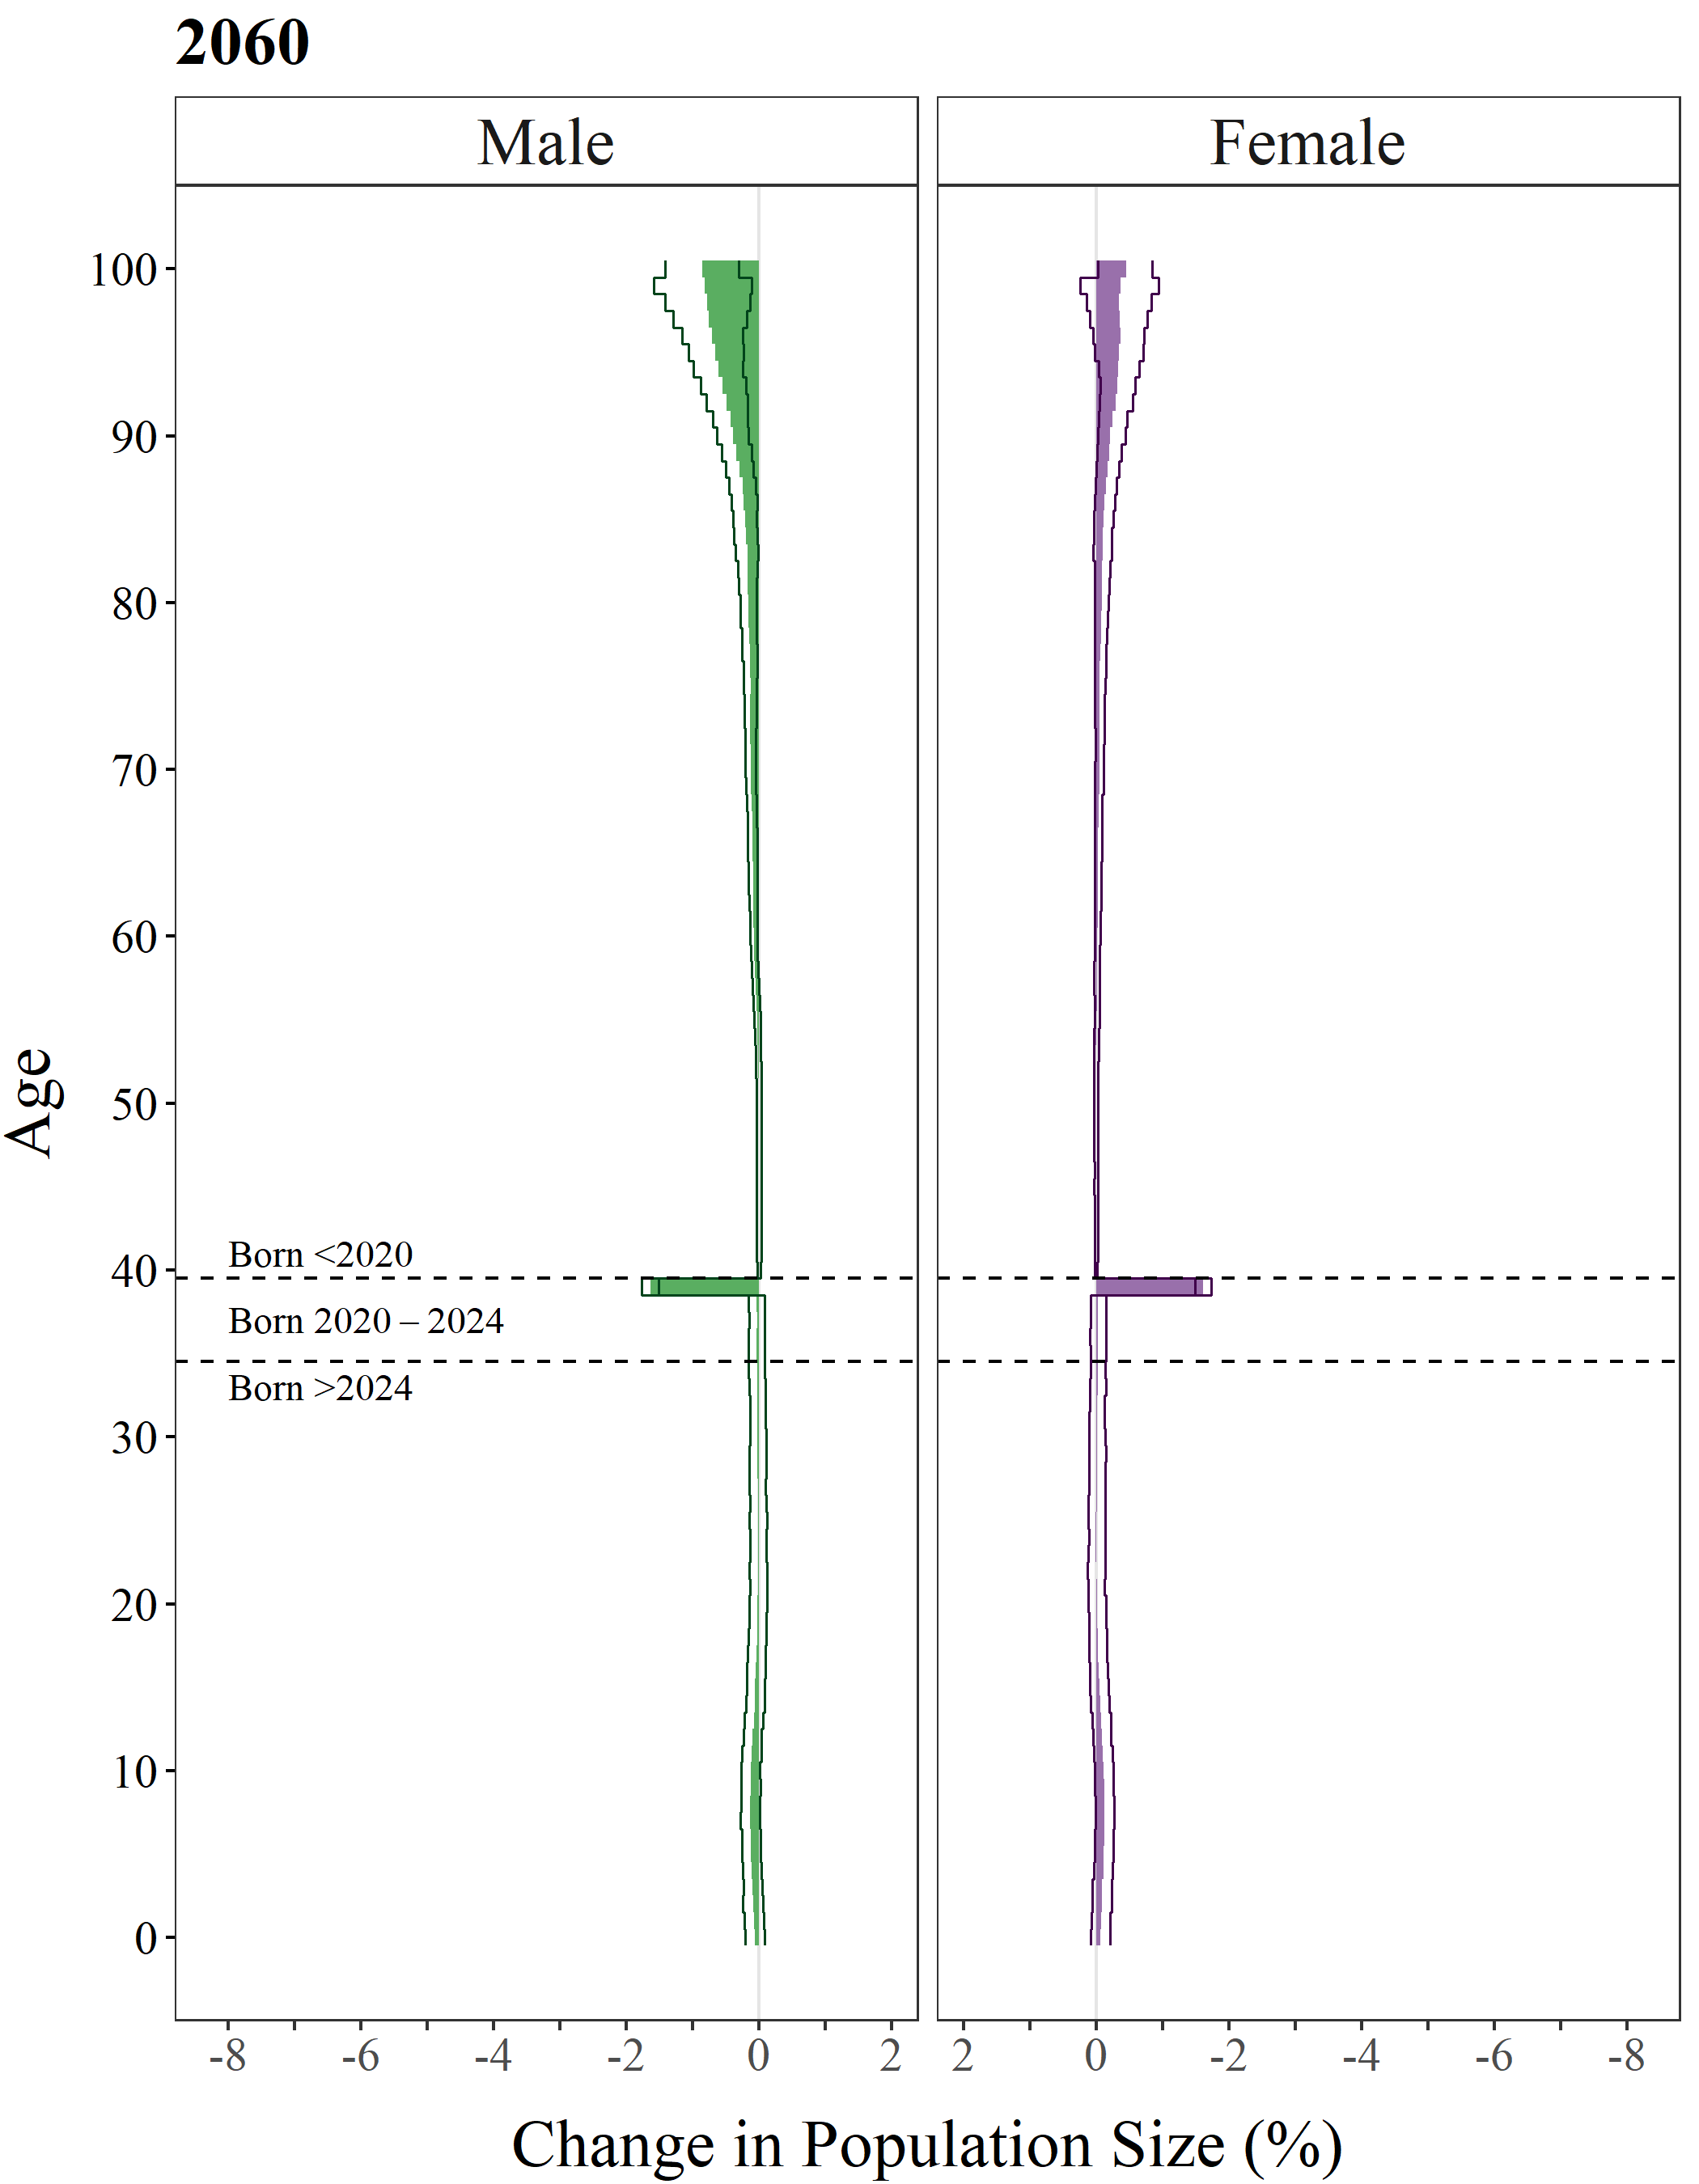 2060
Male Female
100
90
80
70
60
50
40
30
20
10
0
Age
Born <2020
Born 2020 – 2024
Born >2024
-8 -6 -4 -2 0 2 2 0 -2 -4 -6 -8
Change in Population Size (%)